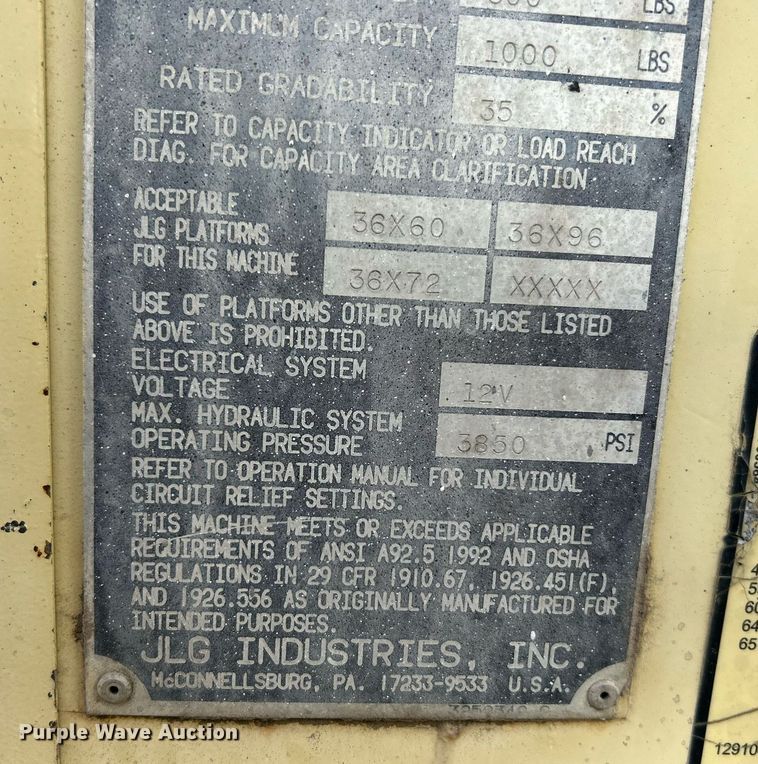 LBS
MAXIMUM CAPACITY 1000 LBS
RATED GRADABILITY 35 %
REFER TO CAPACITY INDICATOR OR LOAD REACH
DIAG. FOR CAPACITY AREA CLARIFICATION.
ACCEPTABLE
JLG PLATFORMS 36X60 36X96
FOR THIS MACHINE 36X72 XXXXX
USE OF PLATFORMS OTHER THAN THOSE LISTED
ABOVE IS PROHIBITED.
ELECTRICAL SYSTEM
VOLTAGE 12V
MAX. HYDRAULIC SYSTEM
OPERATING PRESSURE 3850 PSI
REFER TO OPERATION MANUAL FOR INDIVIDUAL
CIRCUIT RELIEF SETTINGS.
THIS MACHINE MEETS OR EXCEEDS APPLICABLE
REQUIREMENTS OF ANSI A92.5 1992 AND OSHA
REGULATIONS IN 29 CFR 1910.67, 1926.451(F),
AND 1926.556 AS ORIGINALLY MANUFACTURED FOR
INTENDED PURPOSES.
JLG INDUSTRIES, INC.
McCONNELLSBURG, PA. 17233-9533 U.S.A.
12910
Purple Wave Auction